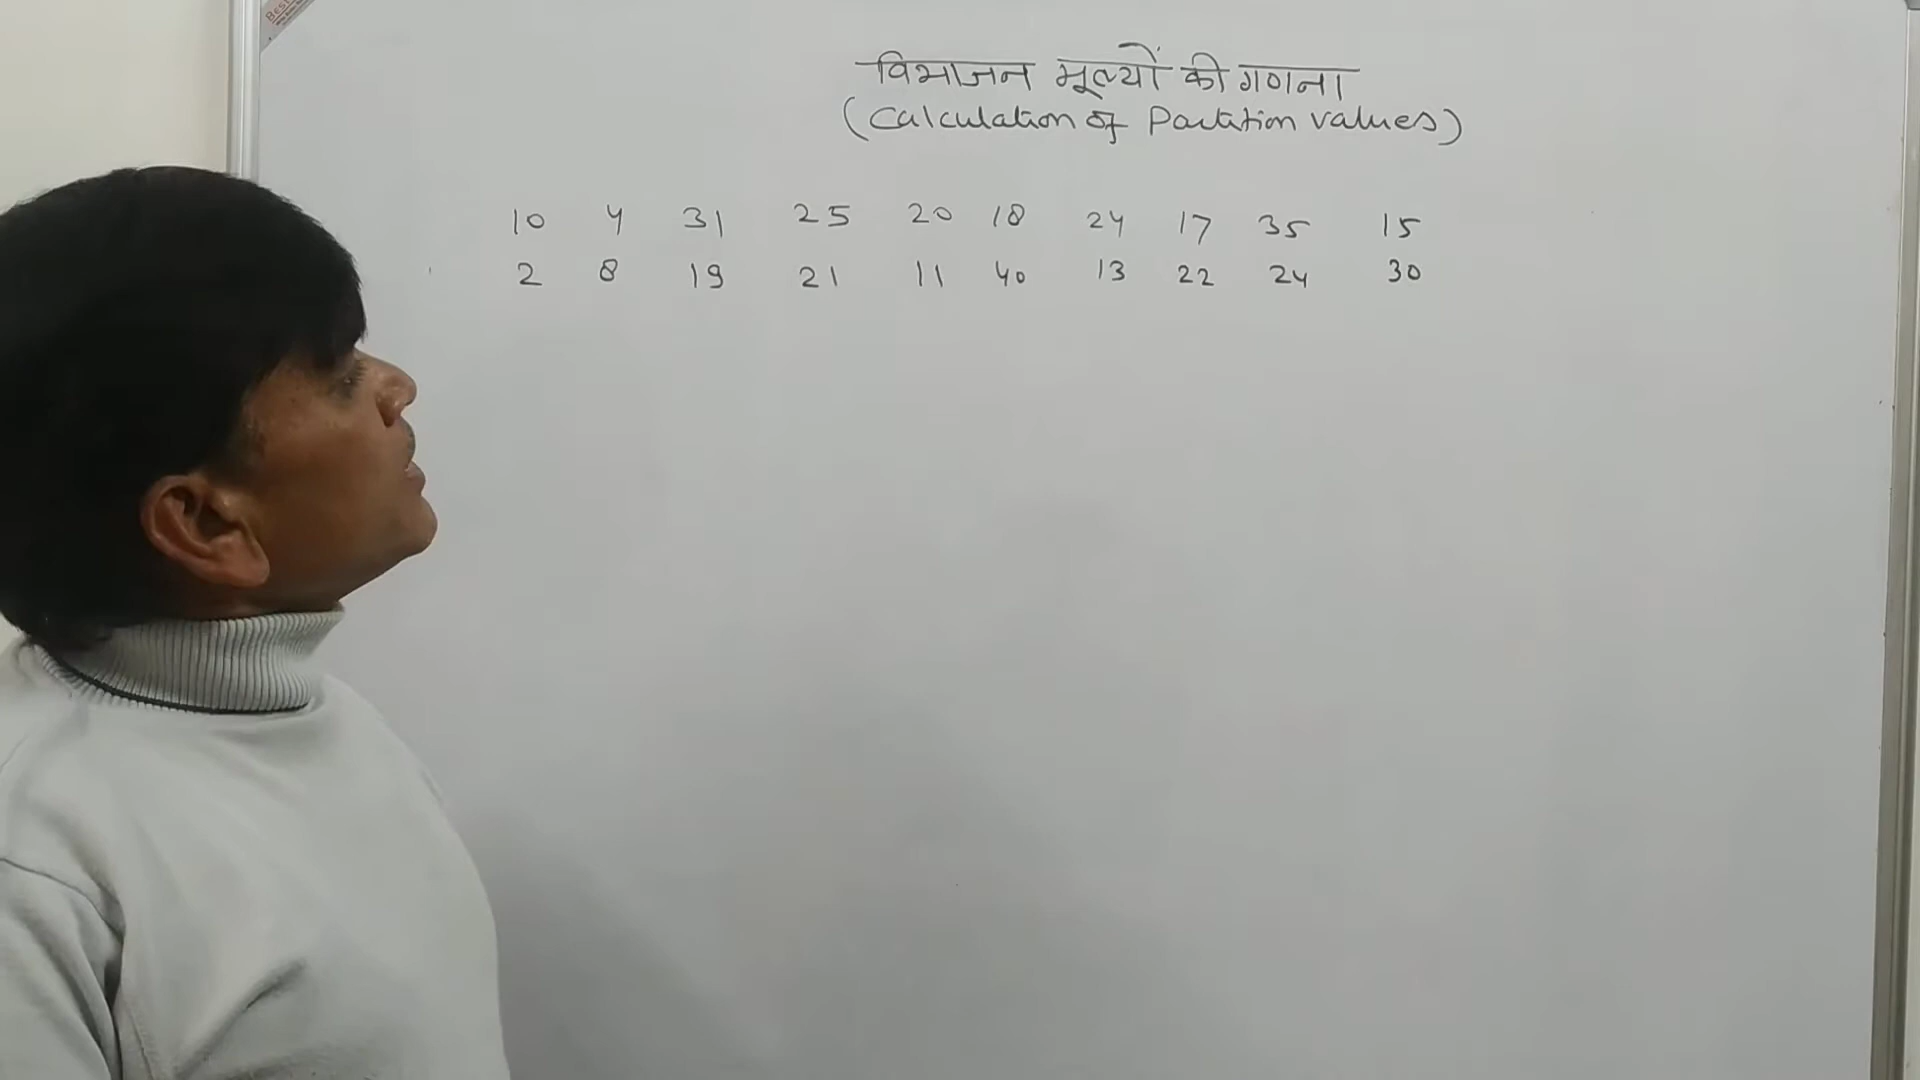 विभाजन मूल्यों की गणना
(Calculation of Partition values)
10 4 31 25 20 18 24 17 35 15
2 8 19 21 11 40 13 22 24 30